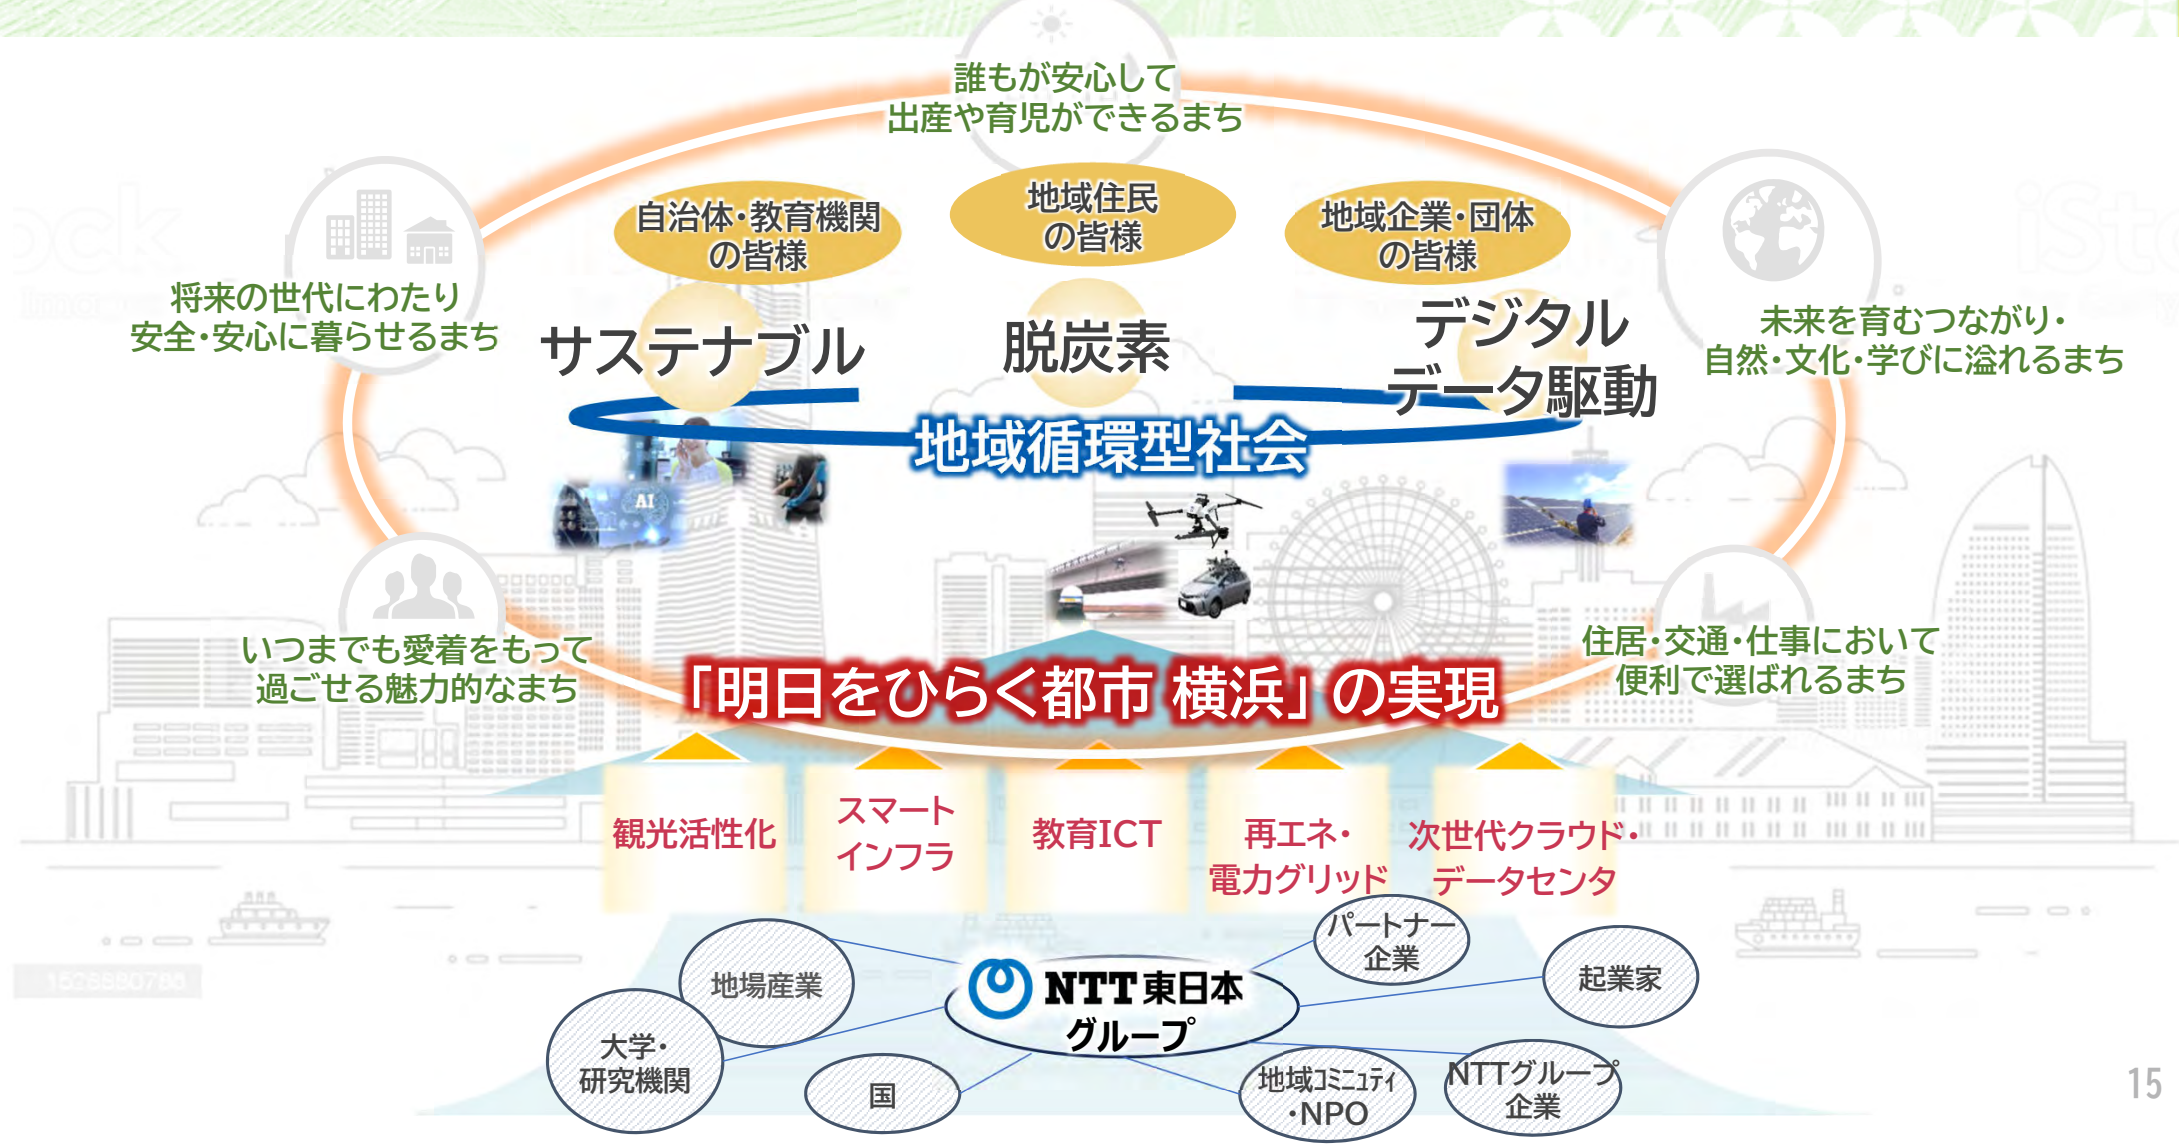 誰もが安心して
出産や育児ができるまち
自治体・教育機関
の皆様
地域住民
の皆様
地域企業・団体
の皆様
将来の世代にわたり
安全・安心に暮らせるまち
サステナブル
脱炭素
デジタル
データ駆動
未来を育むつながり・
自然・文化・学びに溢れるまち
地域循環型社会
AI
いつまでも愛着をもって
過ごせる魅力的なまち
住居・交通・仕事において
便利で選ばれるまち
「明日をひらく都市 横浜」の実現
観光活性化
スマート
インフラ
教育ICT
再エネ・
電力グリッド
次世代クラウド・
データセンタ
地場産業
大学・
研究機関
国
NTT東日本
グループ
パートナー
企業
起業家
地域コミニュティ
・NPO
NTTグループ
企業
15